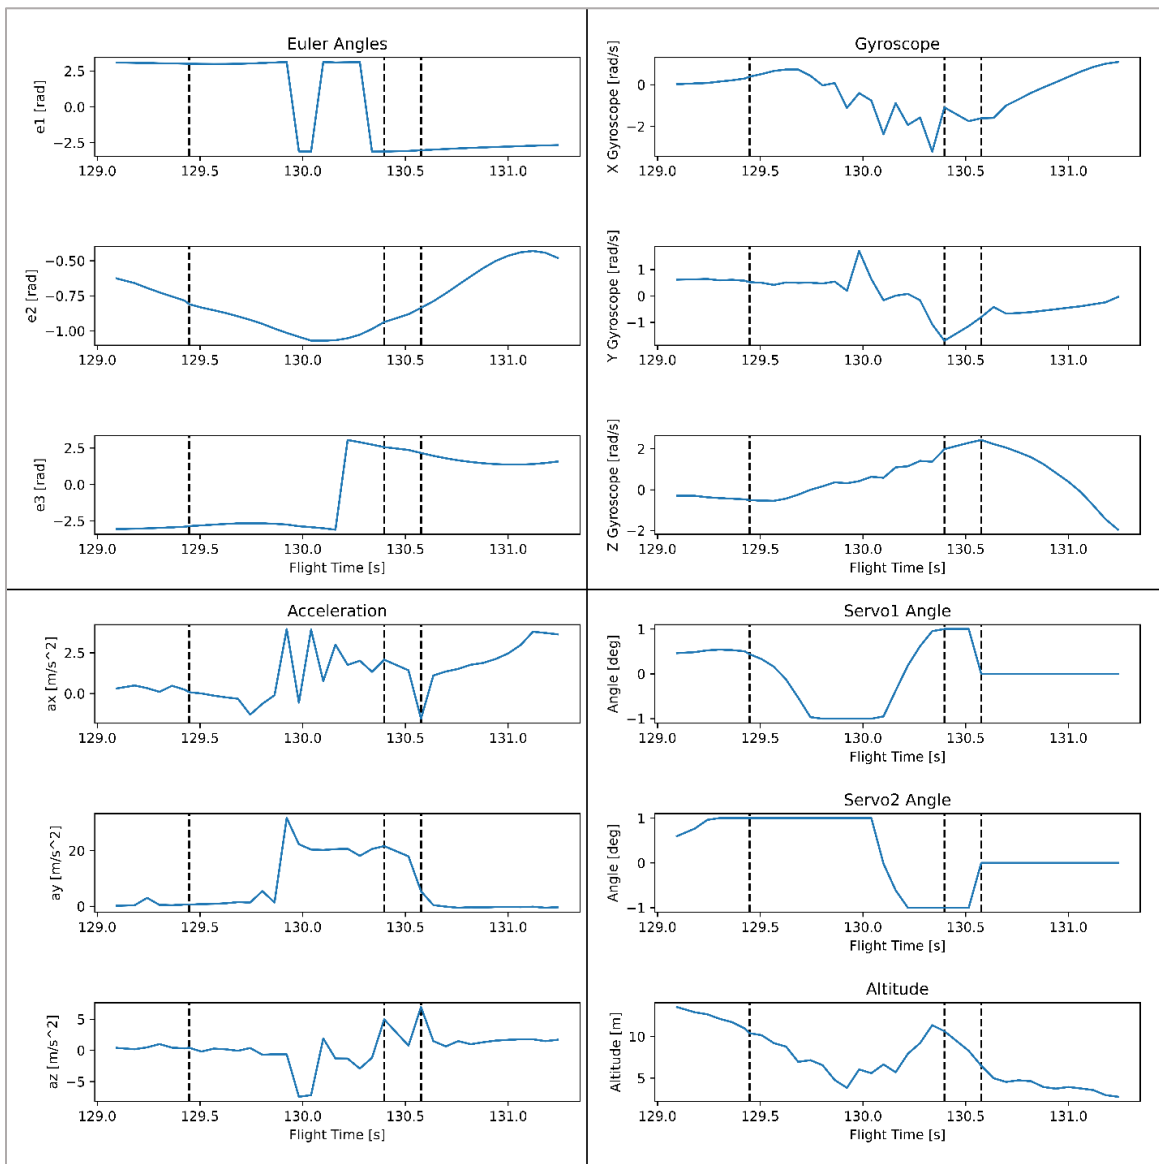 Euler Angles
e1 [rad]
2.5
0.0
−2.5
129.0 129.5 130.0 130.5 131.0
e2 [rad]
−0.50
−0.75
−1.00
129.0 129.5 130.0 130.5 131.0
e3 [rad]
2.5
0.0
−2.5
129.0 129.5 130.0 130.5 131.0
Flight Time [s]
Gyroscope
X Gyroscope [rad/s]
0
−2
129.0 129.5 130.0 130.5 131.0
Y Gyroscope [rad/s]
1
0
−1
129.0 129.5 130.0 130.5 131.0
Z Gyroscope [rad/s]
2
0
−2
129.0 129.5 130.0 130.5 131.0
Flight Time [s]
Acceleration
ax [m/s^2]
2.5
0.0
129.0 129.5 130.0 130.5 131.0
ay [m/s^2]
20
0
129.0 129.5 130.0 130.5 131.0
az [m/s^2]
5
0
−5
129.0 129.5 130.0 130.5 131.0
Flight Time [s]
Servo1 Angle
Angle [deg]
1
0
−1
129.0 129.5 130.0 130.5 131.0
Flight Time [s]
Servo2 Angle
Angle [deg]
1
0
−1
129.0 129.5 130.0 130.5 131.0
Flight Time [s]
Altitude
Altitude [m]
10
5
129.0 129.5 130.0 130.5 131.0
Flight Time [s]